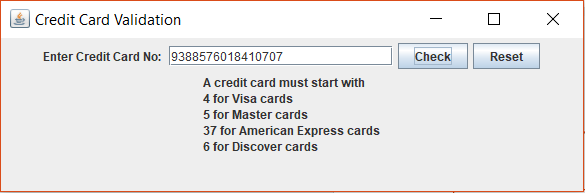 Credit Card Validation
Enter Credit Card No: 9388576018410707 Check Reset
A credit card must start with
4 for Visa cards
5 for Master cards
37 for American Express cards
6 for Discover cards